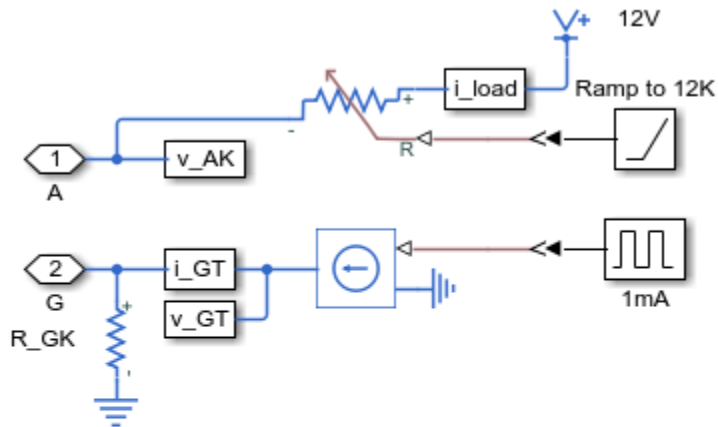 12V
+ i_load Ramp to 12K
-
1 v_AK R
A
2 i_GT
G + v_GT 1mA
R_GK
-